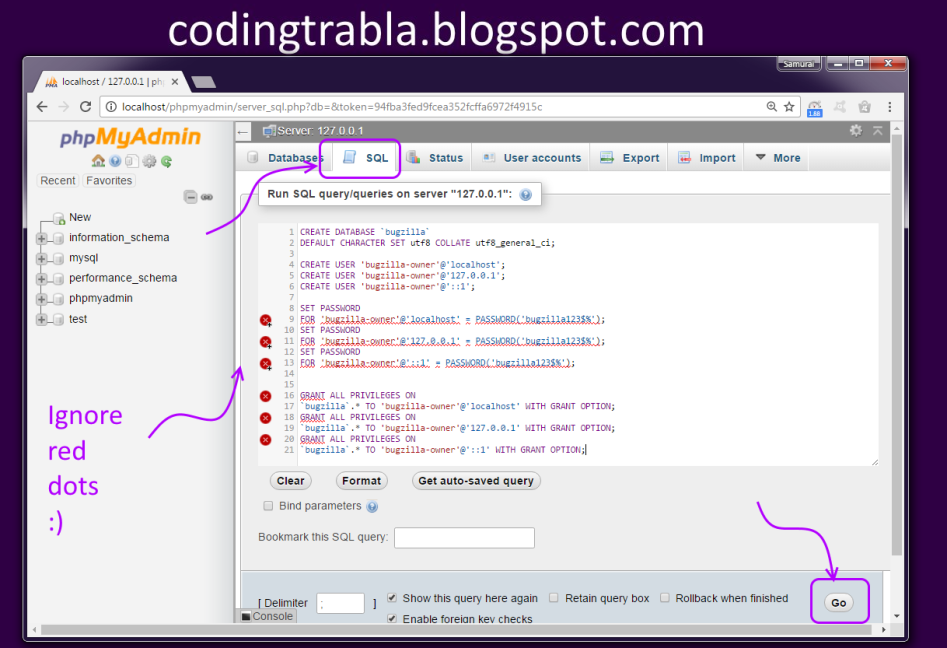 codingtrabla.blogspot.com
Samurai
localhost / 127.0.0.1 | ph
localhost/phpmyadmin/server_sql.php?db=&token=94fba3fed9fcea352fcffa6972f4915c
1.88
phpMyAdmin
Recent Favorites
New
information_schema
mysql
performance_schema
phpmyadmin
test
Server: 127.0.0.1
Databases SQL Status User accounts Export Import More
Run SQL query/queries on server "127.0.0.1":
1 CREATE DATABASE `bugzilla`
2 DEFAULT CHARACTER SET utf8 COLLATE utf8_general_ci;
3
4 CREATE USER 'bugzilla-owner'@'localhost';
5 CREATE USER 'bugzilla-owner'@'127.0.0.1';
6 CREATE USER 'bugzilla-owner'@'::1';
7
8 SET PASSWORD
9 FOR 'bugzilla-owner'@'localhost' = PASSWORD('bugzilla123$%');
10 SET PASSWORD
11 FOR 'bugzilla-owner'@'127.0.0.1' = PASSWORD('bugzilla123$%');
12 SET PASSWORD
13 FOR 'bugzilla-owner'@'::1' = PASSWORD('bugzilla123$%');
14
15
16 GRANT ALL PRIVILEGES ON
17 `bugzilla`.* TO 'bugzilla-owner'@'localhost' WITH GRANT OPTION;
18 GRANT ALL PRIVILEGES ON
19 `bugzilla`.* TO 'bugzilla-owner'@'127.0.0.1' WITH GRANT OPTION;
20 GRANT ALL PRIVILEGES ON
21 `bugzilla`.* TO 'bugzilla-owner'@'::1' WITH GRANT OPTION;
Ignore
red
dots
:)
Clear Format Get auto-saved query
Bind parameters
Bookmark this SQL query:
[ Delimiter ; ] Show this query here again Retain query box Rollback when finished Go
Console
Enable foreign key checks